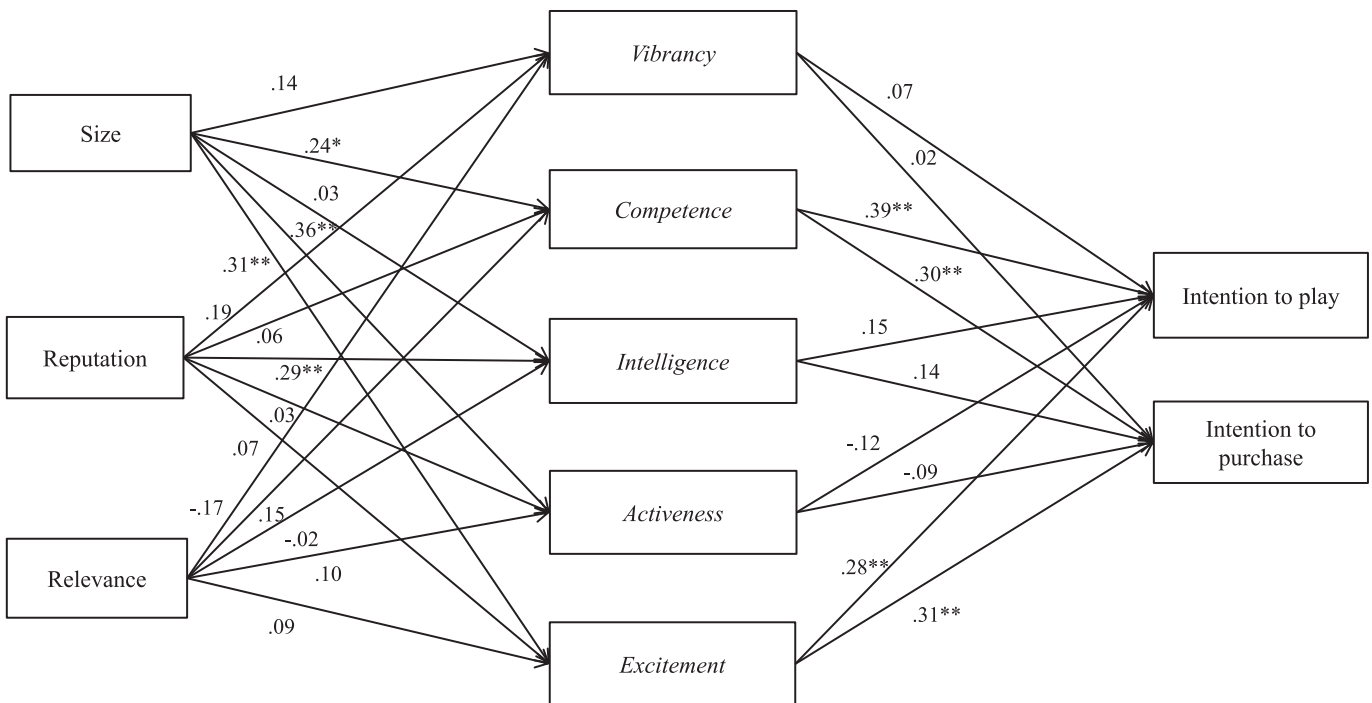 Vibrancy
.14
.07
Size
.24*
.02
.03
Competence
.36**
.39**
.31**
.30**
Intention to play
.19
.06
.15
Reputation
.29**
Intelligence
.14
.03
Intention to
purchase
.07
-.12
-.09
-.17
.15
Activeness
-.02
Relevance
.10
.28**
.09
.31**
Excitement